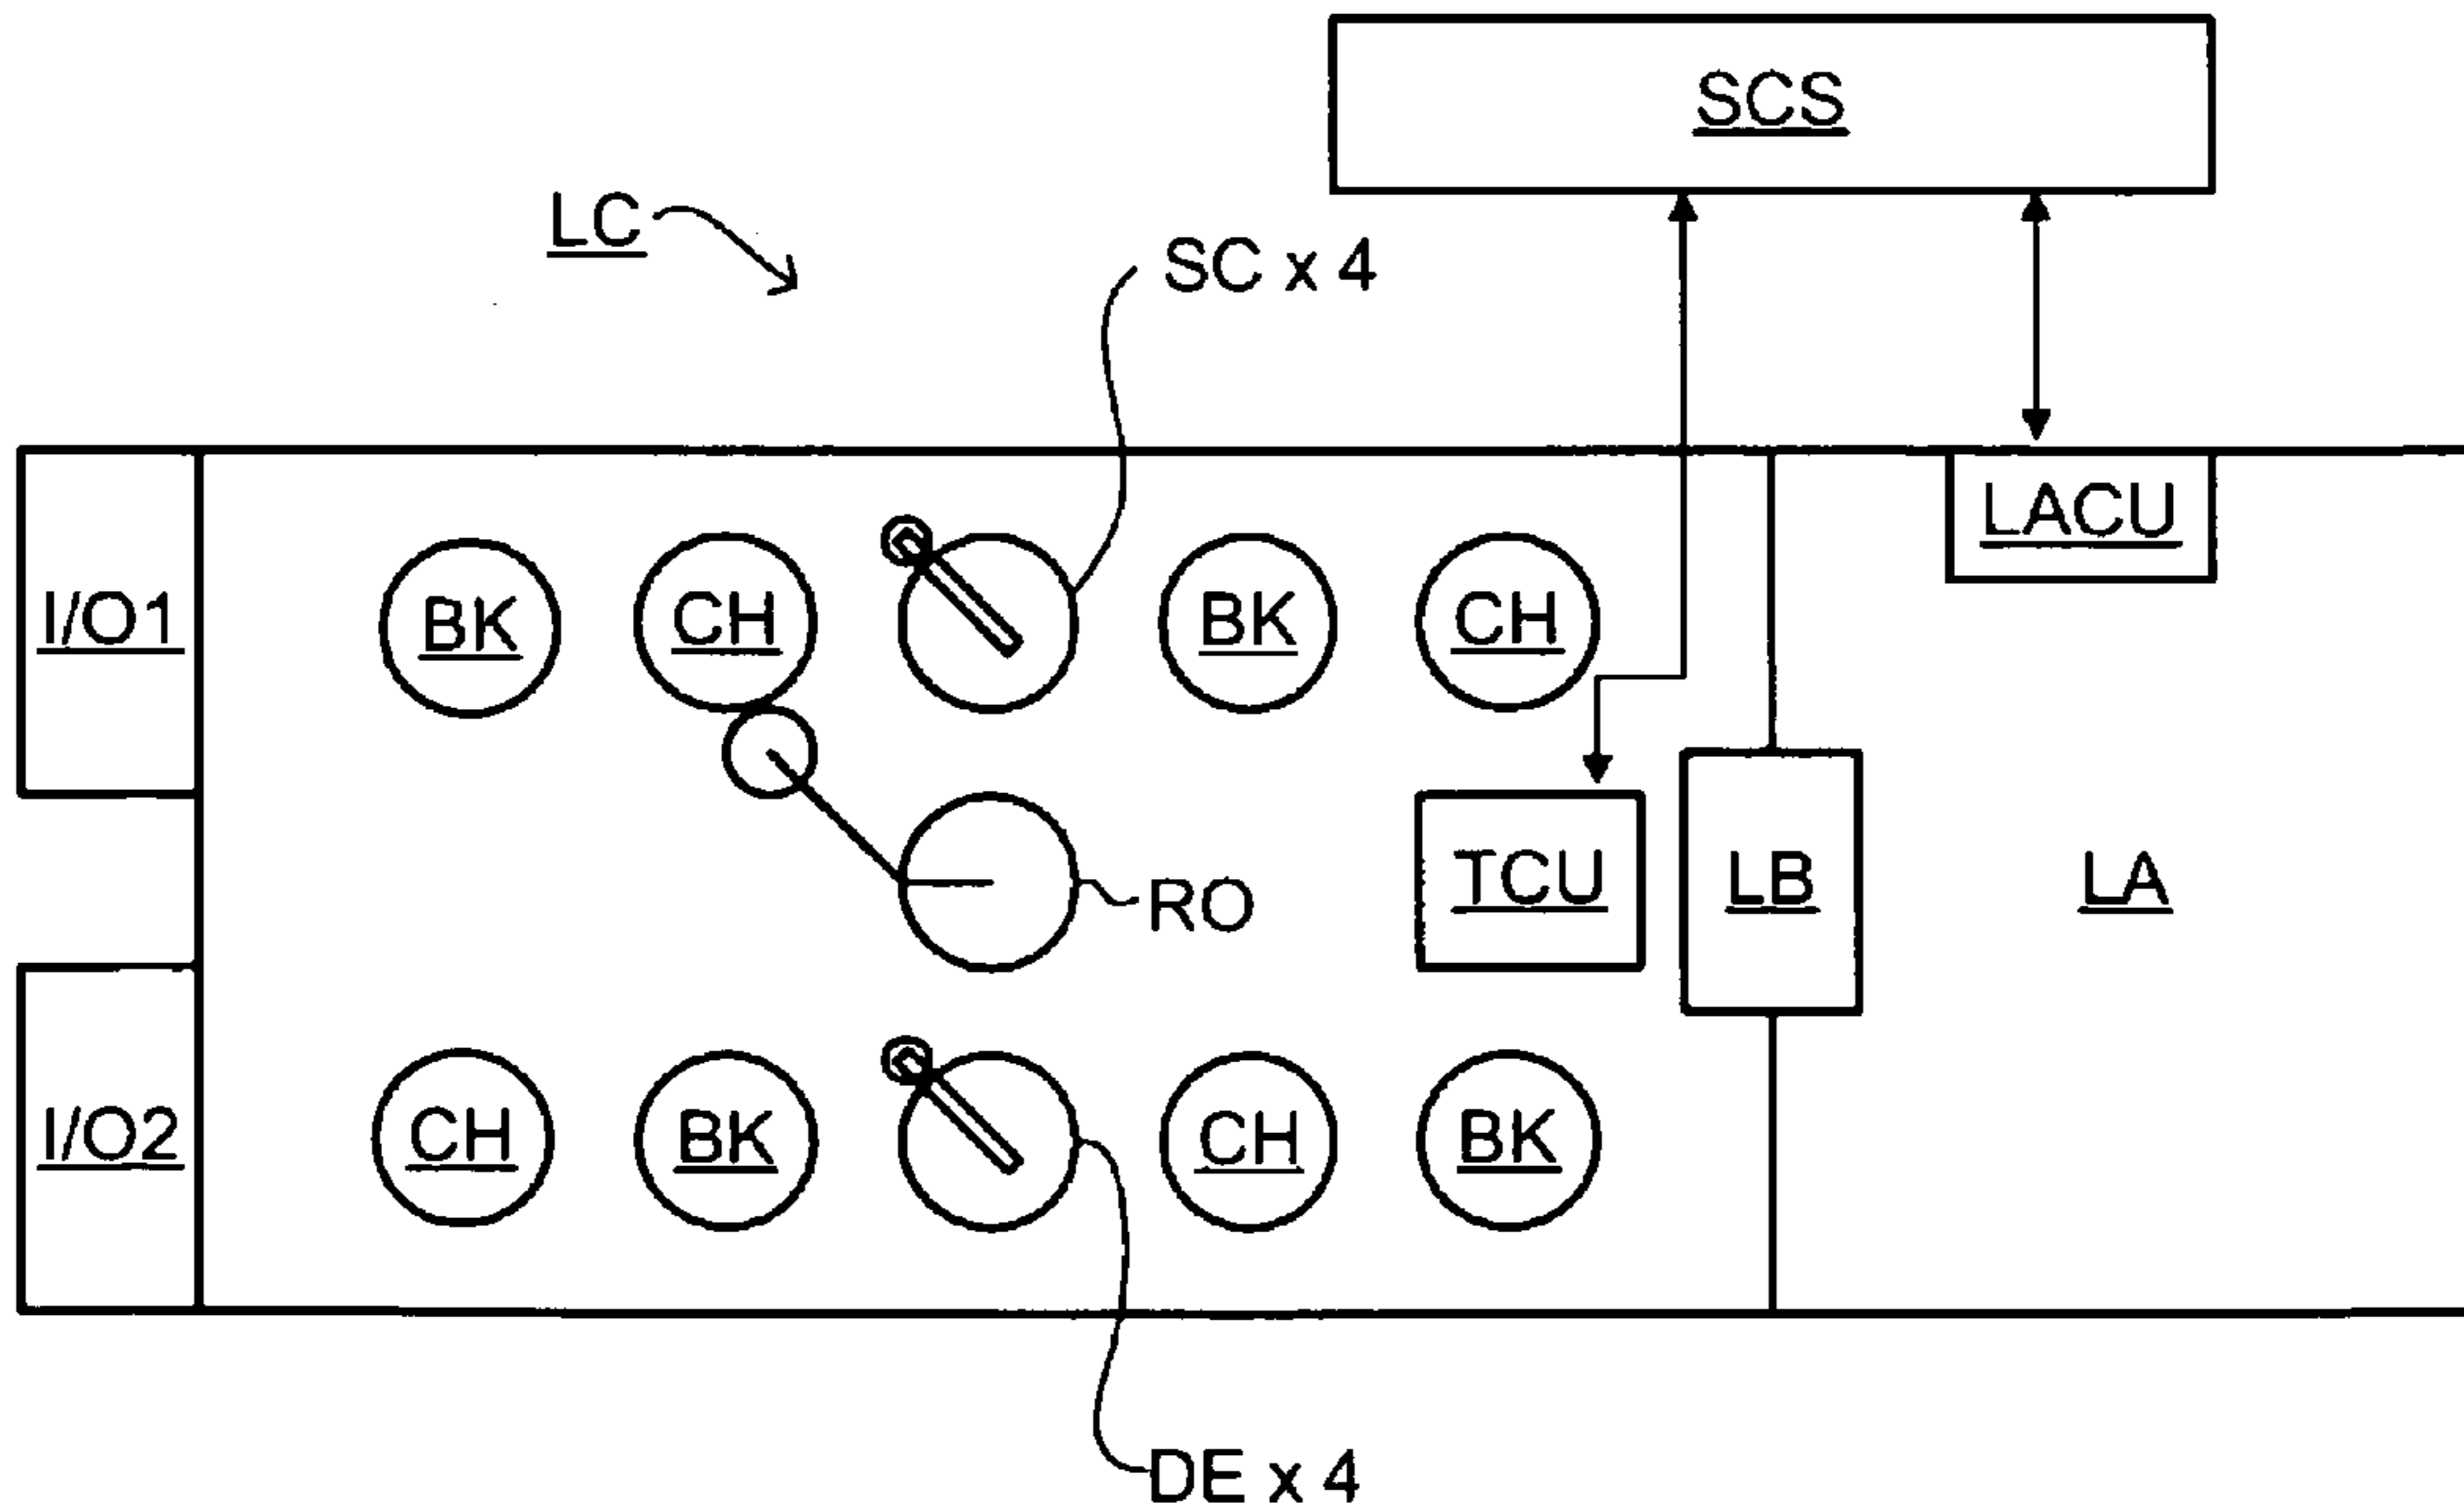 SCS
LC
SC x 4
LACU
I/O1
BK
CH
BK
CH
TCU
LB
LA
RO
I/O2
CH
BK
CH
BK
DE x 4